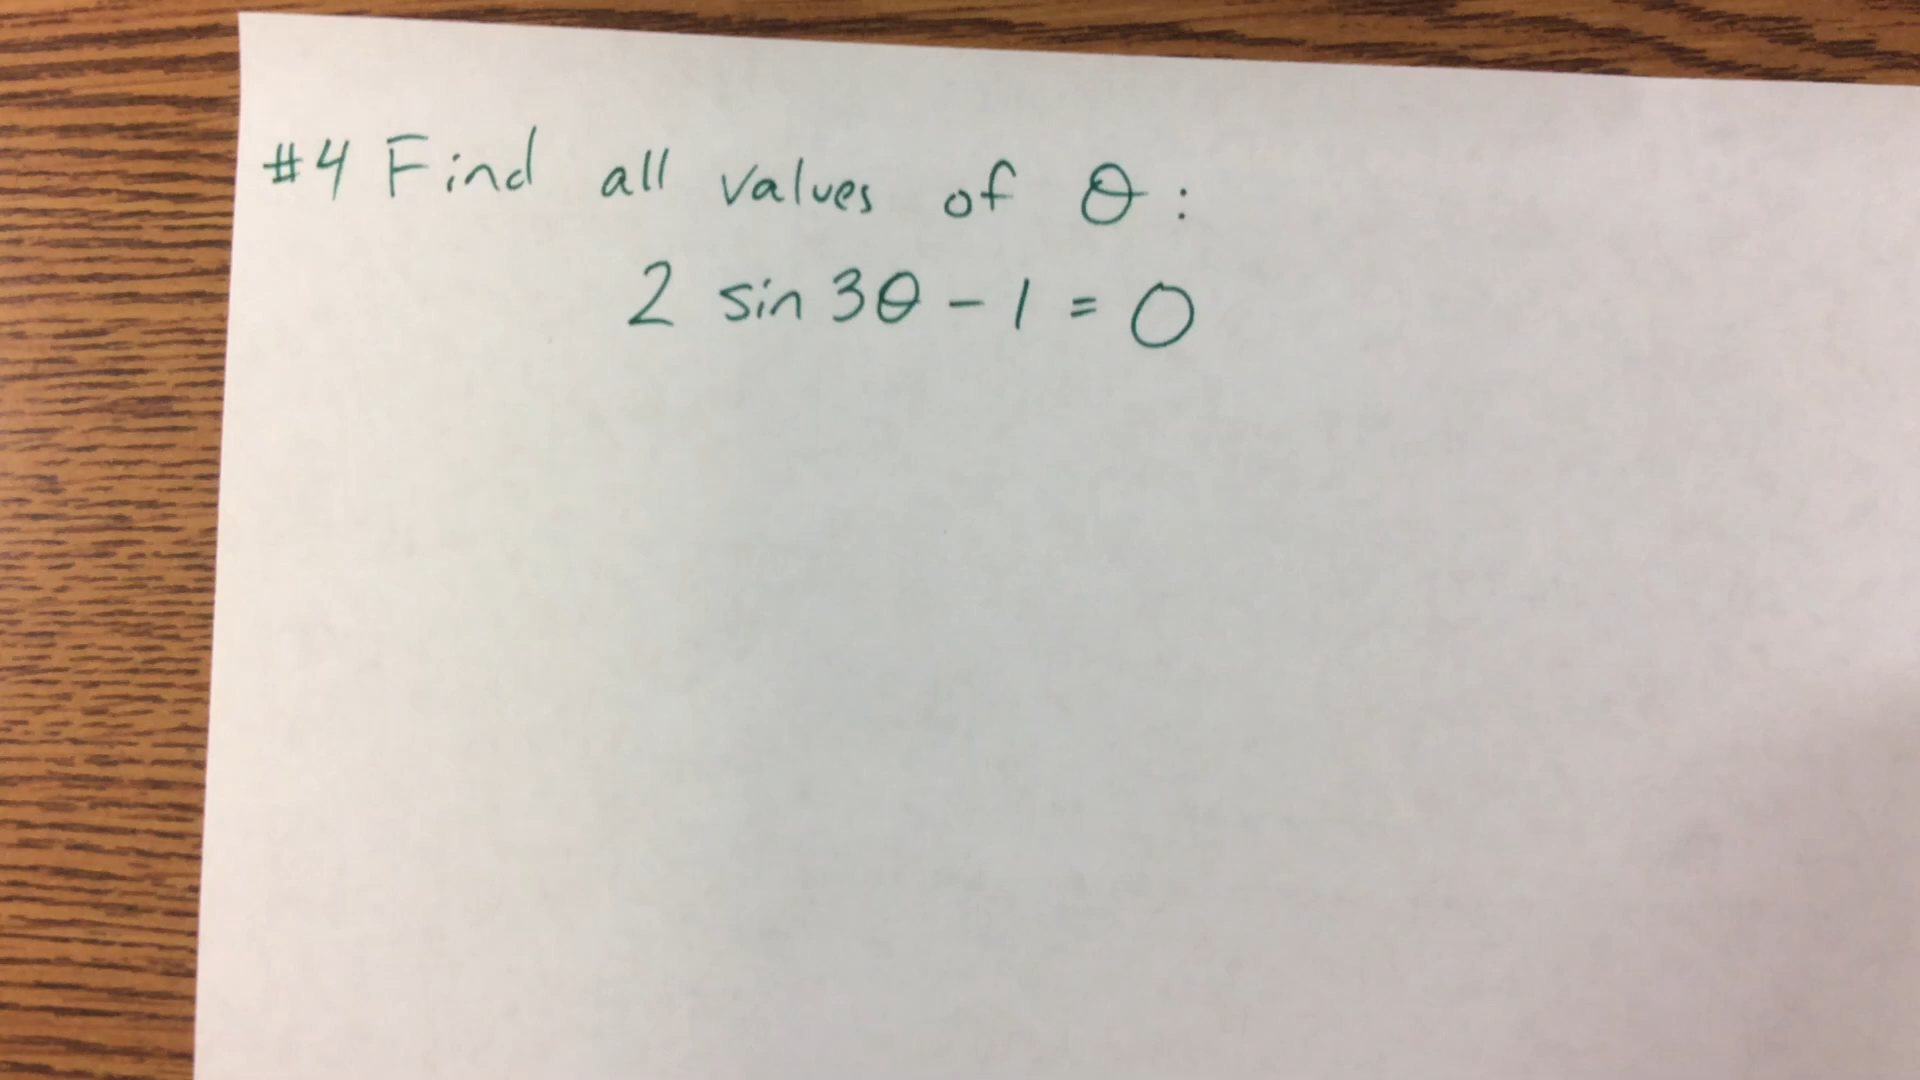 #4 Find all values of θ:
2 sin 3θ - 1 = 0